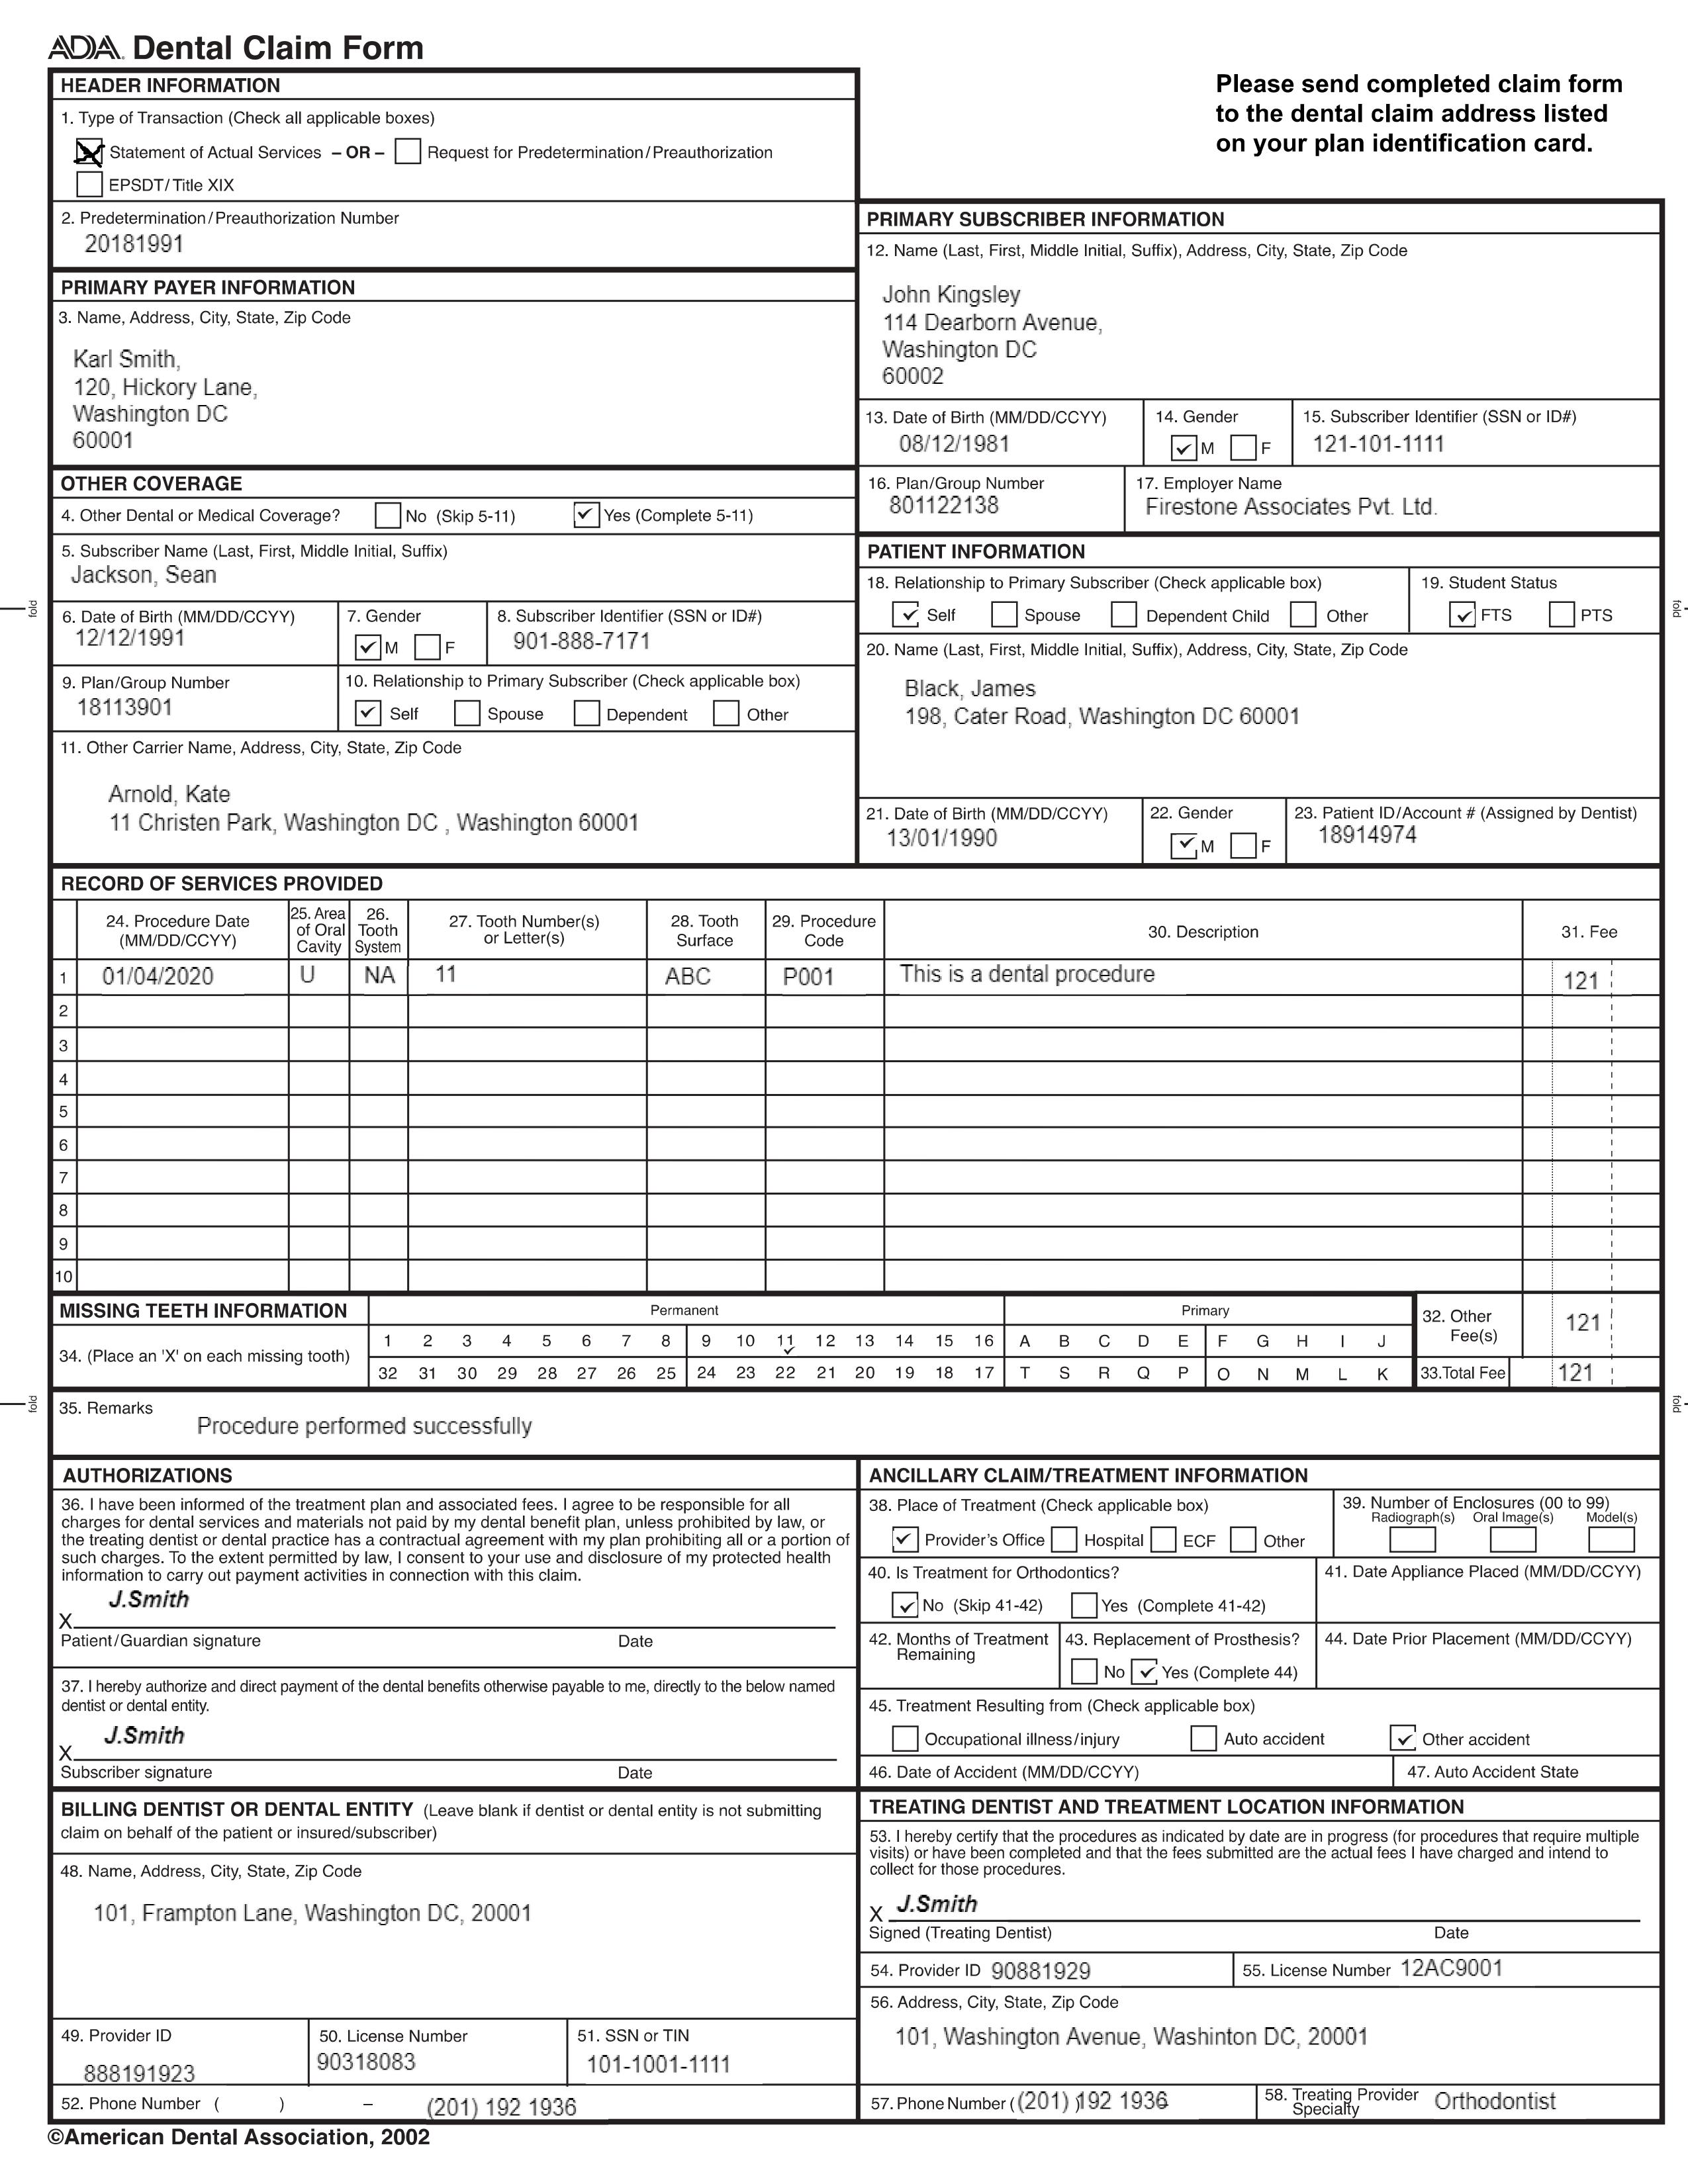 ADA. Dental Claim Form
HEADER INFORMATION
1. Type of Transaction (Check all applicable boxes)
Statement of Actual Services – OR – Request for Predetermination/Preauthorization
EPSDT/Title XIX
2. Predetermination/Preauthorization Number
20181991
PRIMARY PAYER INFORMATION
3. Name, Address, City, State, Zip Code
Karl Smith,
120, Hickory Lane,
Washington DC
60001
OTHER COVERAGE
4. Other Dental or Medical Coverage? No (Skip 5-11) Yes (Complete 5-11)
5. Subscriber Name (Last, First, Middle Initial, Suffix)
Jackson, Sean
6. Date of Birth (MM/DD/CCYY) 7. Gender 8. Subscriber Identifier (SSN or ID#)
12/12/1991 M F 901-888-7171
9. Plan/Group Number 10. Relationship to Primary Subscriber (Check applicable box)
18113901 Self Spouse Dependent Other
11. Other Carrier Name, Address, City, State, Zip Code
Arnold, Kate
11 Christen Park, Washington DC , Washington 60001
Please send completed claim form
to the dental claim address listed
on your plan identification card.
PRIMARY SUBSCRIBER INFORMATION
12. Name (Last, First, Middle Initial, Suffix), Address, City, State, Zip Code
John Kingsley
114 Dearborn Avenue,
Washington DC
60002
13. Date of Birth (MM/DD/CCYY) 14. Gender 15. Subscriber Identifier (SSN or ID#)
08/12/1981 M F 121-101-1111
16. Plan/Group Number 17. Employer Name
801122138 Firestone Associates Pvt. Ltd.
PATIENT INFORMATION
18. Relationship to Primary Subscriber (Check applicable box) 19. Student Status
Self Spouse Dependent Child Other FTS PTS
20. Name (Last, First, Middle Initial, Suffix), Address, City, State, Zip Code
Black, James
198, Cater Road, Washington DC 60001
21. Date of Birth (MM/DD/CCYY) 22. Gender 23. Patient ID/Account # (Assigned by Dentist)
13/01/1990 M F 18914974
fold
fold
RECORD OF SERVICES PROVIDED
24. Procedure Date (MM/DD/CCYY) 25. Area of Oral Cavity 26. Tooth System 27. Tooth Number(s) or Letter(s) 28. Tooth Surface 29. Procedure Code 30. Description 31. Fee
1 01/04/2020 U NA 11 ABC P001 This is a dental procedure 121
2
3
4
5
6
7
8
9
10
MISSING TEETH INFORMATION Permanent Primary 32. Other Fee(s) 121
34. (Place an 'X' on each missing tooth)
1 2 3 4 5 6 7 8 9 10 11 12 13 14 15 16 A B C D E F G H I J
32 31 30 29 28 27 26 25 24 23 22 21 20 19 18 17 T S R Q P O N M L K 33.Total Fee 121
fold
fold
35. Remarks
Procedure performed successfully
AUTHORIZATIONS
36. I have been informed of the treatment plan and associated fees. I agree to be responsible for all
charges for dental services and materials not paid by my dental benefit plan, unless prohibited by law, or
the treating dentist or dental practice has a contractual agreement with my plan prohibiting all or a portion of
such charges. To the extent permitted by law, I consent to your use and disclosure of my protected health
information to carry out payment activities in connection with this claim.
J.Smith
X
Patient/Guardian signature Date
37. I hereby authorize and direct payment of the dental benefits otherwise payable to me, directly to the below named
dentist or dental entity.
J.Smith
X
Subscriber signature Date
ANCILLARY CLAIM/TREATMENT INFORMATION
38. Place of Treatment (Check applicable box) 39. Number of Enclosures (00 to 99)
Radiograph(s) Oral Image(s) Model(s)
Provider's Office Hospital ECF Other
40. Is Treatment for Orthodontics? 41. Date Appliance Placed (MM/DD/CCYY)
No (Skip 41-42) Yes (Complete 41-42)
42. Months of Treatment Remaining 43. Replacement of Prosthesis? 44. Date Prior Placement (MM/DD/CCYY)
No Yes (Complete 44)
45. Treatment Resulting from (Check applicable box)
Occupational illness/injury Auto accident Other accident
46. Date of Accident (MM/DD/CCYY) 47. Auto Accident State
BILLING DENTIST OR DENTAL ENTITY (Leave blank if dentist or dental entity is not submitting
claim on behalf of the patient or insured/subscriber)
48. Name, Address, City, State, Zip Code
101, Frampton Lane, Washington DC, 20001
49. Provider ID 50. License Number 51. SSN or TIN
888191923 90318083 101-1001-1111
52. Phone Number ( ) – (201) 192 1936
TREATING DENTIST AND TREATMENT LOCATION INFORMATION
53. I hereby certify that the procedures as indicated by date are in progress (for procedures that require multiple
visits) or have been completed and that the fees submitted are the actual fees I have charged and intend to
collect for those procedures.
X J.Smith
Signed (Treating Dentist) Date
54. Provider ID 90881929 55. License Number 12AC9001
56. Address, City, State, Zip Code
101, Washington Avenue, Washinton DC, 20001
57. Phone Number ( (201) )192 1936 58. Treating Provider Specialty Orthodontist
©American Dental Association, 2002